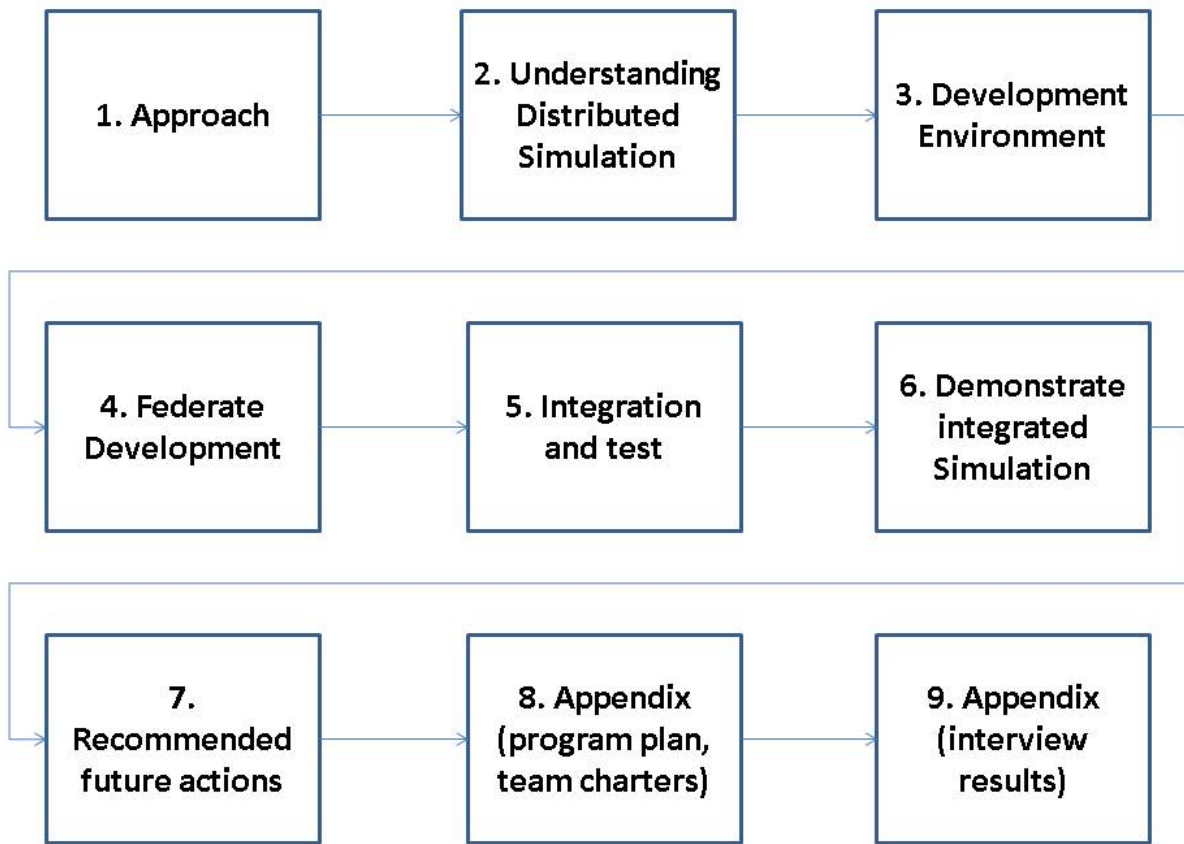 1. Approach
2. Understanding
Distributed
Simulation
3. Development
Environment
4. Federate
Development
5. Integration
and test
6. Demonstrate
integrated
Simulation
7.
Recommended
future actions
8. Appendix
(program plan,
team charters)
9. Appendix
(interview
results)